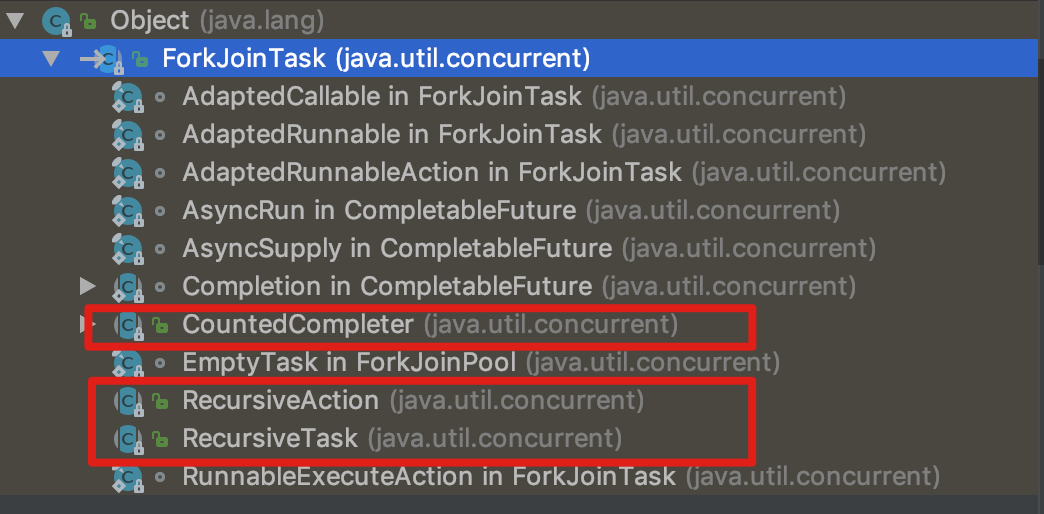 Object (java.lang)
ForkJoinTask (java.util.concurrent)
AdaptedCallable in ForkJoinTask (java.util.concurrent)
AdaptedRunnable in ForkJoinTask (java.util.concurrent)
AdaptedRunnableAction in ForkJoinTask (java.util.concurrent)
AsyncRun in CompletableFuture (java.util.concurrent)
AsyncSupply in CompletableFuture (java.util.concurrent)
Completion in CompletableFuture (java.util.concurrent)
CountedCompleter (java.util.concurrent)
EmptyTask in ForkJoinPool (java.util.concurrent)
RecursiveAction (java.util.concurrent)
RecursiveTask (java.util.concurrent)
RunnableExecuteAction in ForkJoinTask (java.util.concurrent)